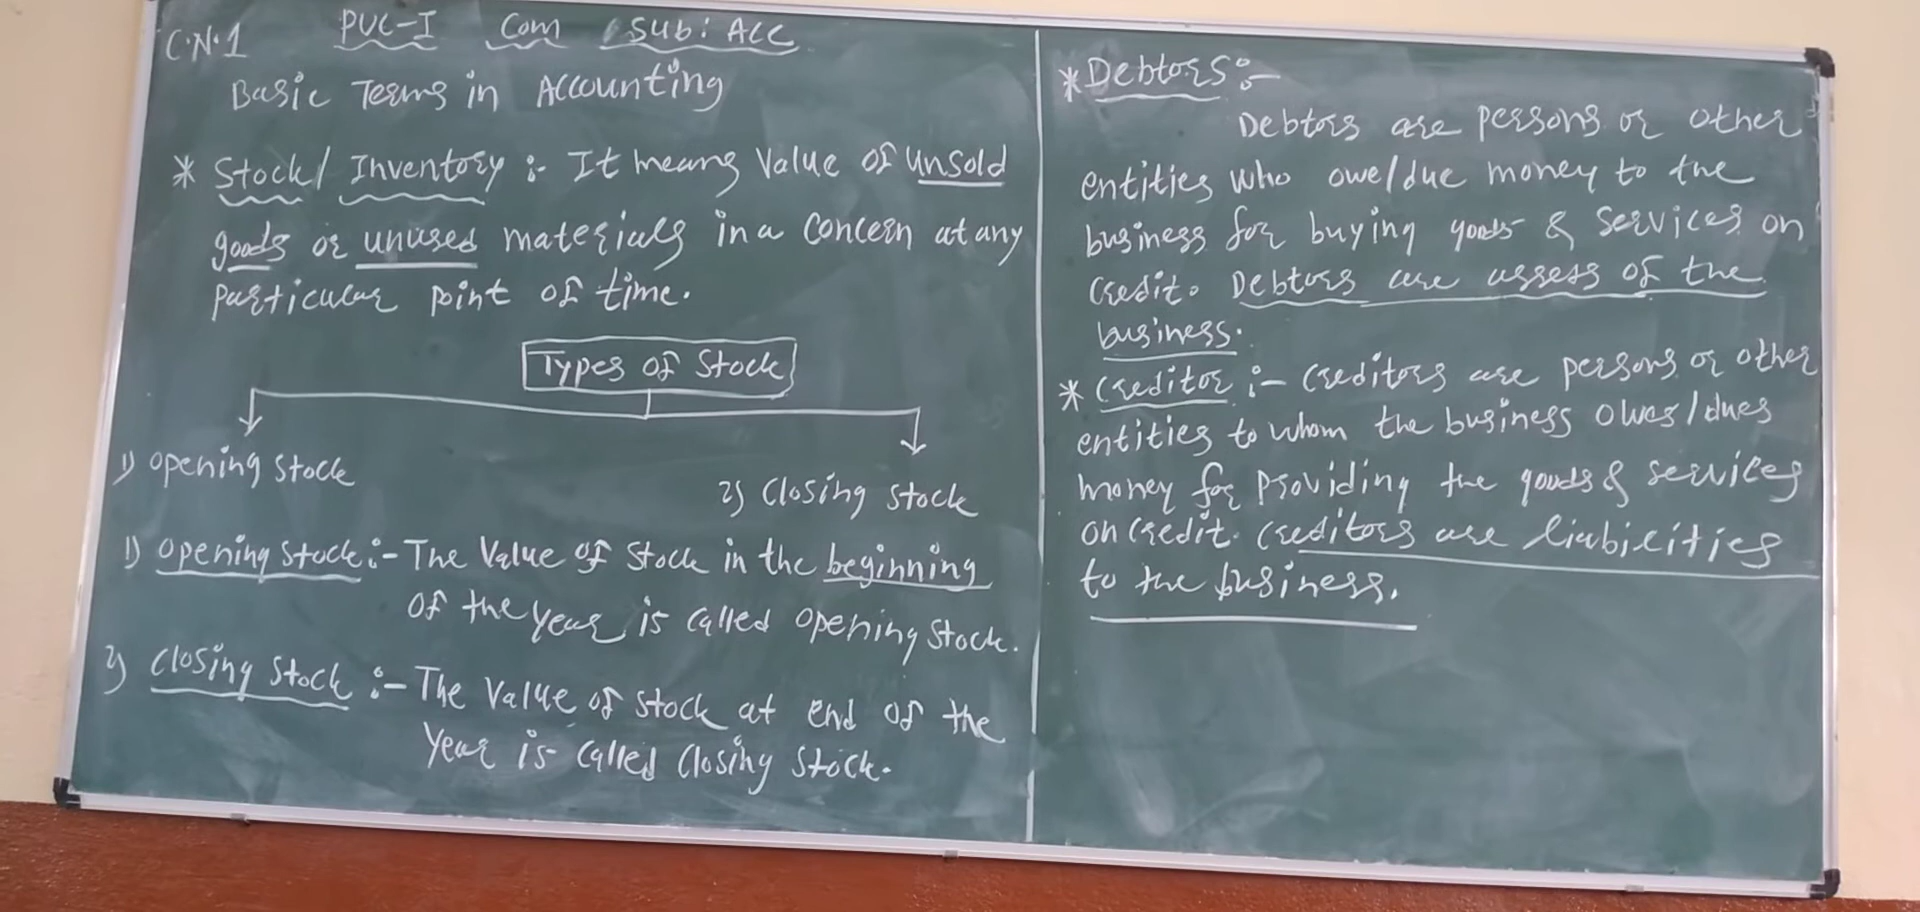 C.N.1 PUC-I Com Sub: Acc
Basic Terms in Accounting
* Stock/ Inventory :- It means Value of unsold
goods or unused materials in a concern at any
particular point of time.
Types of Stock
1) Opening Stock
2) Closing Stock
1) Opening Stock :- The Value of Stock in the beginning
of the year is called opening Stock.
2) Closing Stock :- The Value of Stock at end of the
Year is called Closing Stock.
* Debtors :-
Debtors are persons or other
entities who owe/due money to the
business for buying goods & Services on
credit. Debtors are assess of the
business.
* Creditor :- Creditors are persons or other
entities to whom the business owes/dues
money for providing the goods & services
on credit. Creditors are liabicities
to the business.